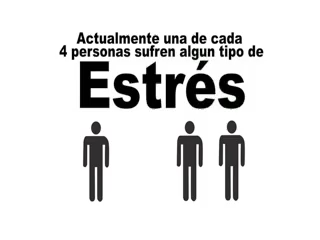 Actualmente una de cada
4 personas sufren algun tipo de
Estrés